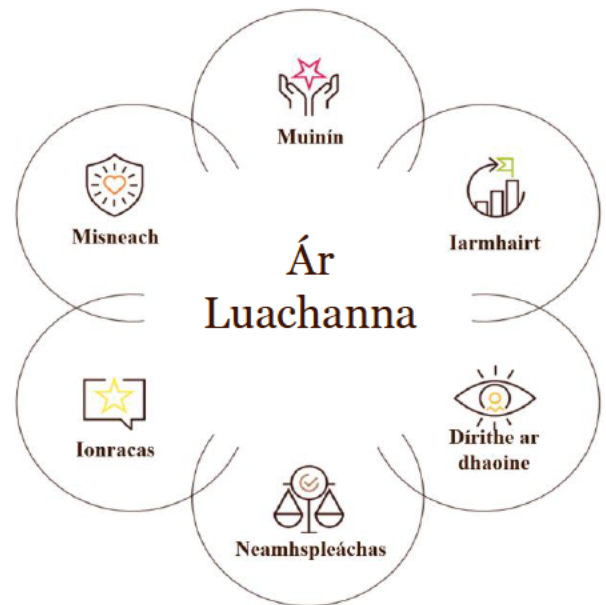 Muinín
Misneach
Iarmhairt
Ár
Luachanna
Ionracas
Dírithe ar
dhaoine
Neamhspleáchas